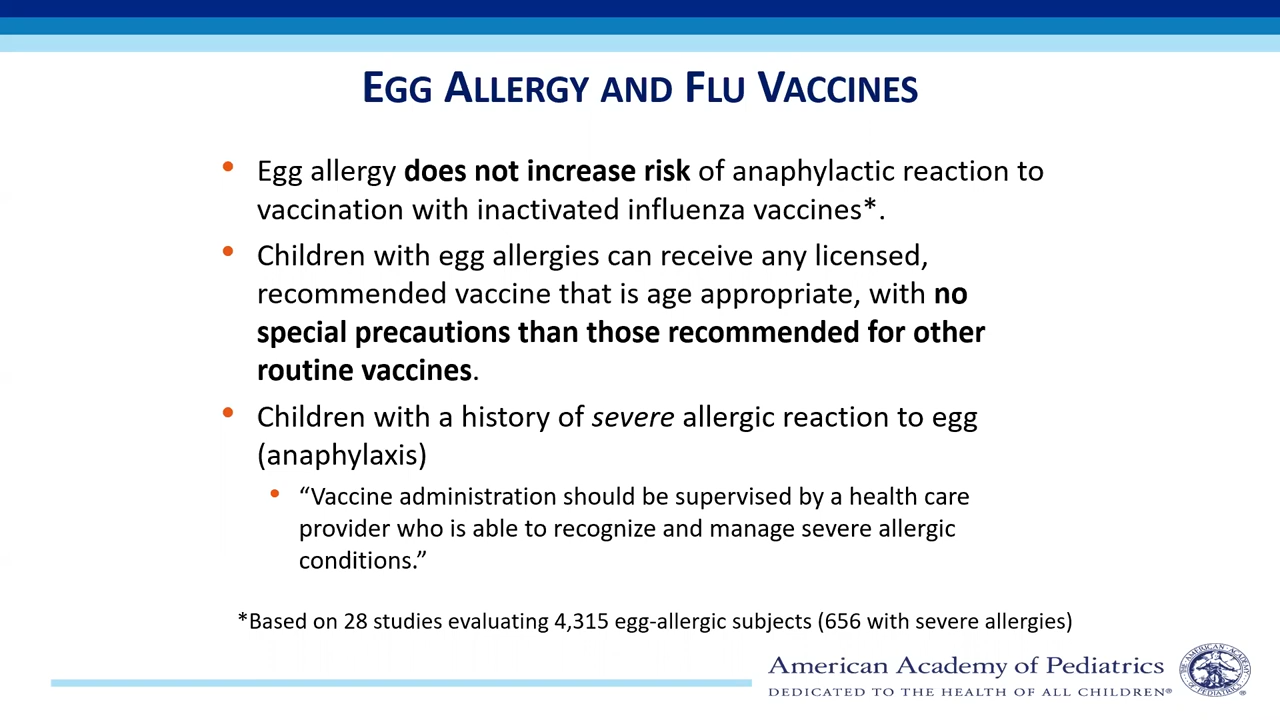 EGG ALLERGY AND FLU VACCINES
• Egg allergy does not increase risk of anaphylactic reaction to
vaccination with inactivated influenza vaccines*.
• Children with egg allergies can receive any licensed,
recommended vaccine that is age appropriate, with no
special precautions than those recommended for other
routine vaccines.
• Children with a history of severe allergic reaction to egg
(anaphylaxis)
• “Vaccine administration should be supervised by a health care
provider who is able to recognize and manage severe allergic
conditions.”
*Based on 28 studies evaluating 4,315 egg-allergic subjects (656 with severe allergies)
American Academy of Pediatrics
DEDICATED TO THE HEALTH OF ALL CHILDREN®